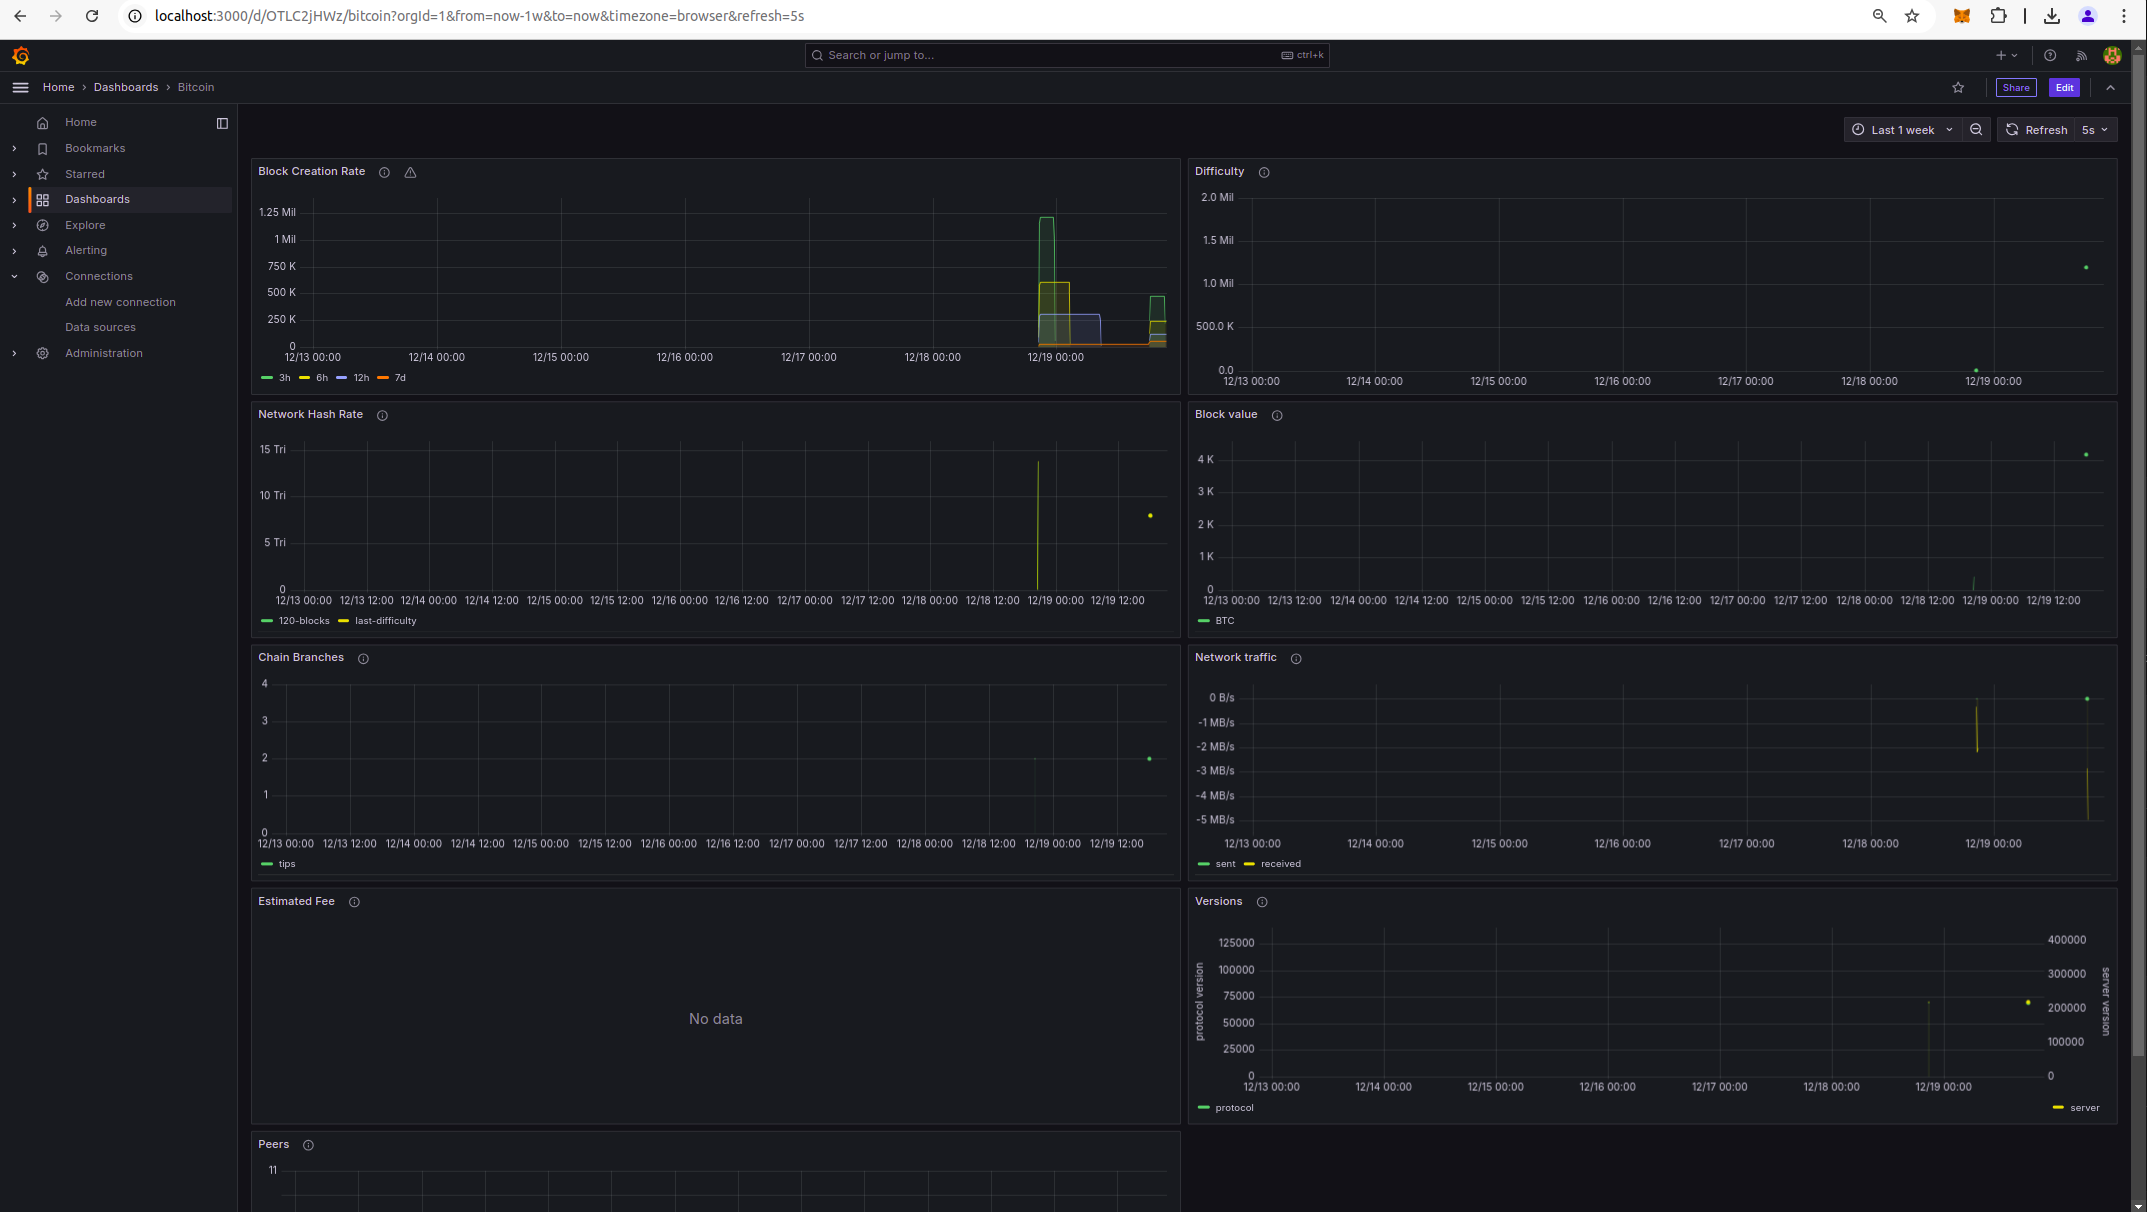 localhost:3000/d/OTLC2jHWz/bitcoin?orgId=1&from=now-1w&to=now&timezone=browser&refresh=5s
Search or jump to... ctrl+k
Home › Dashboards › Bitcoin
Share
Edit
Home
Bookmarks
Starred
Dashboards
Explore
Alerting
Connections
Add new connection
Data sources
Administration
Last 1 week
Refresh
5s
Block Creation Rate
1.25 Mil
1 Mil
750 K
500 K
250 K
0
12/13 00:00 12/14 00:00 12/15 00:00 12/16 00:00 12/17 00:00 12/18 00:00 12/19 00:00
3h 6h 12h 7d
Difficulty
2.0 Mil
1.5 Mil
1.0 Mil
500.0 K
0.0
12/13 00:00 12/14 00:00 12/15 00:00 12/16 00:00 12/17 00:00 12/18 00:00 12/19 00:00
Network Hash Rate
15 Tri
10 Tri
5 Tri
0
12/13 00:00 12/13 12:00 12/14 00:00 12/14 12:00 12/15 00:00 12/15 12:00 12/16 00:00 12/16 12:00 12/17 00:00 12/17 12:00 12/18 00:00 12/18 12:00 12/19 00:00 12/19 12:00
120-blocks last-difficulty
Block value
4 K
3 K
2 K
1 K
0
12/13 00:00 12/13 12:00 12/14 00:00 12/14 12:00 12/15 00:00 12/15 12:00 12/16 00:00 12/16 12:00 12/17 00:00 12/17 12:00 12/18 00:00 12/18 12:00 12/19 00:00 12/19 12:00
BTC
Chain Branches
4
3
2
1
0
12/13 00:00 12/13 12:00 12/14 00:00 12/14 12:00 12/15 00:00 12/15 12:00 12/16 00:00 12/16 12:00 12/17 00:00 12/17 12:00 12/18 00:00 12/18 12:00 12/19 00:00 12/19 12:00
tips
Network traffic
0 B/s
-1 MB/s
-2 MB/s
-3 MB/s
-4 MB/s
-5 MB/s
12/13 00:00 12/14 00:00 12/15 00:00 12/16 00:00 12/17 00:00 12/18 00:00 12/19 00:00
sent received
Estimated Fee
No data
Versions
protocol version
125000
100000
75000
50000
25000
0
400000
300000
200000
100000
0
server version
12/13 00:00 12/14 00:00 12/15 00:00 12/16 00:00 12/17 00:00 12/18 00:00 12/19 00:00
protocol server
Peers
11